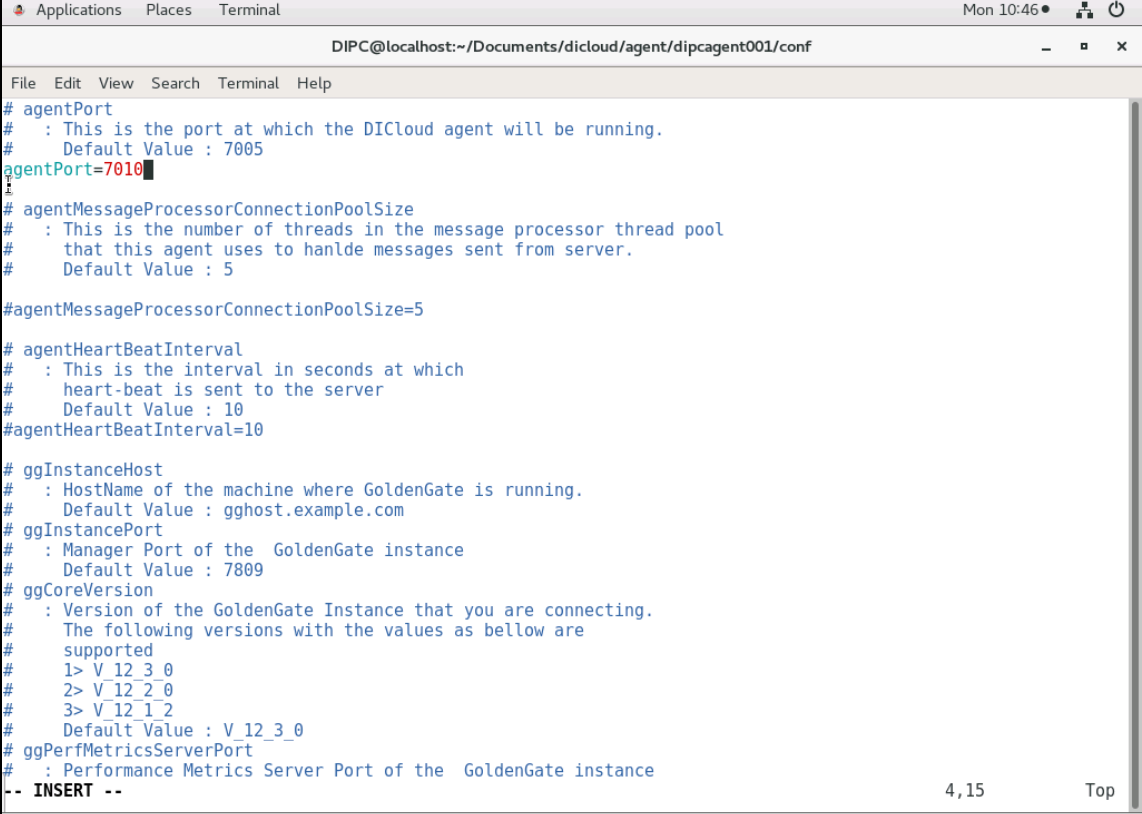 Applications Places Terminal Mon 10:46
DIPC@localhost:~/Documents/dicloud/agent/dipcagent001/conf
File Edit View Search Terminal Help
# agentPort
#   : This is the port at which the DICloud agent will be running.
#     Default Value : 7005
agentPort=7010

# agentMessageProcessorConnectionPoolSize
#   : This is the number of threads in the message processor thread pool
#     that this agent uses to hanlde messages sent from server.
#     Default Value : 5

#agentMessageProcessorConnectionPoolSize=5

# agentHeartBeatInterval
#   : This is the interval in seconds at which
#     heart-beat is sent to the server
#     Default Value : 10
#agentHeartBeatInterval=10

# ggInstanceHost
#   : HostName of the machine where GoldenGate is running.
#     Default Value : gghost.example.com
# ggInstancePort
#   : Manager Port of the  GoldenGate instance
#     Default Value : 7809
# ggCoreVersion
#   : Version of the GoldenGate Instance that you are connecting.
#     The following versions with the values as bellow are
#     supported
#     1> V_12_3_0
#     2> V_12_2_0
#     3> V_12_1_2
#     Default Value : V_12_3_0
# ggPerfMetricsServerPort
#   : Performance Metrics Server Port of the  GoldenGate instance
-- INSERT -- 4,15 Top